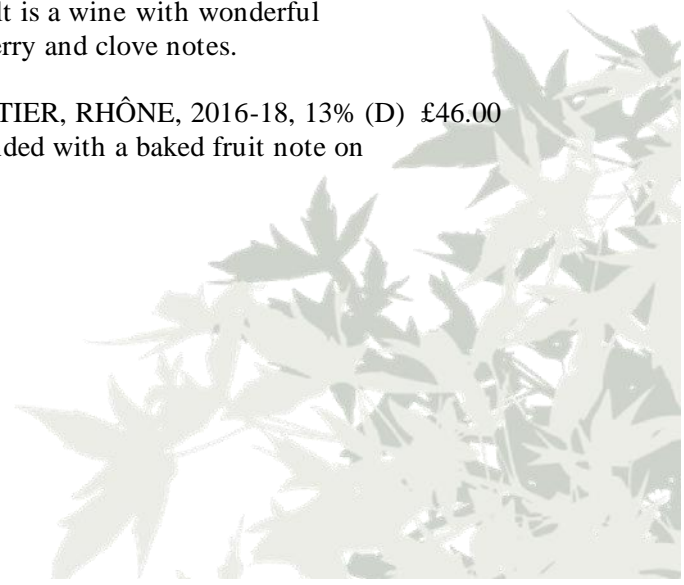 lt is a wine with wonderful
erry and clove notes.
TIER, RHÔNE, 2016-18, 13% (D) £46.00
ded with a baked fruit note on